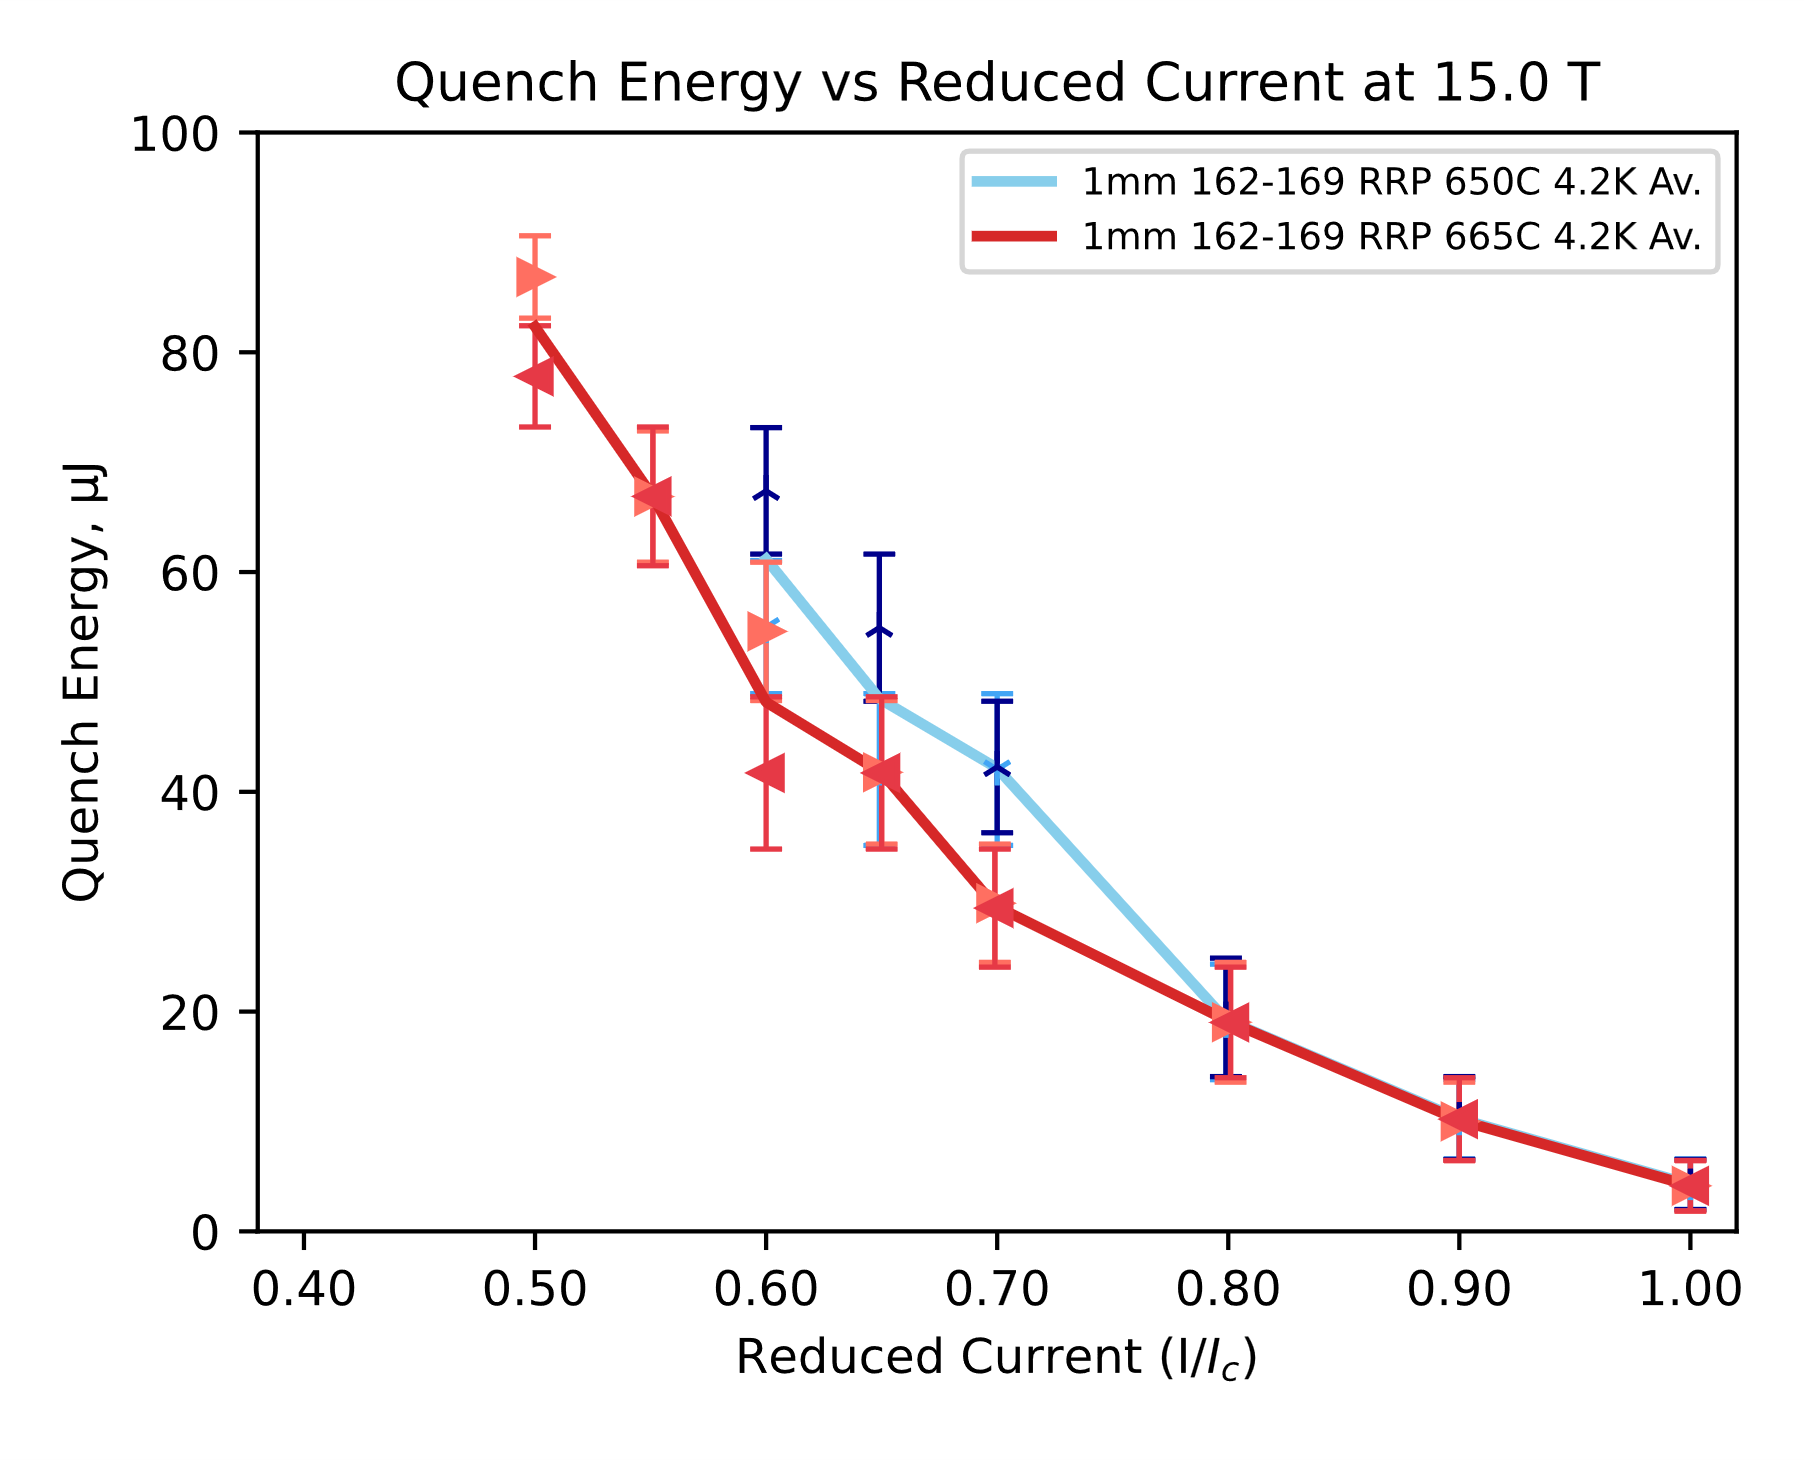 Quench Energy vs Reduced Current at 15.0 T
1mm 162-169 RRP 650C 4.2K Av.
1mm 162-169 RRP 665C 4.2K Av.
Quench Energy, μJ
100
80
60
40
20
0
0.40 0.50 0.60 0.70 0.80 0.90 1.00
Reduced Current (I/I_c)